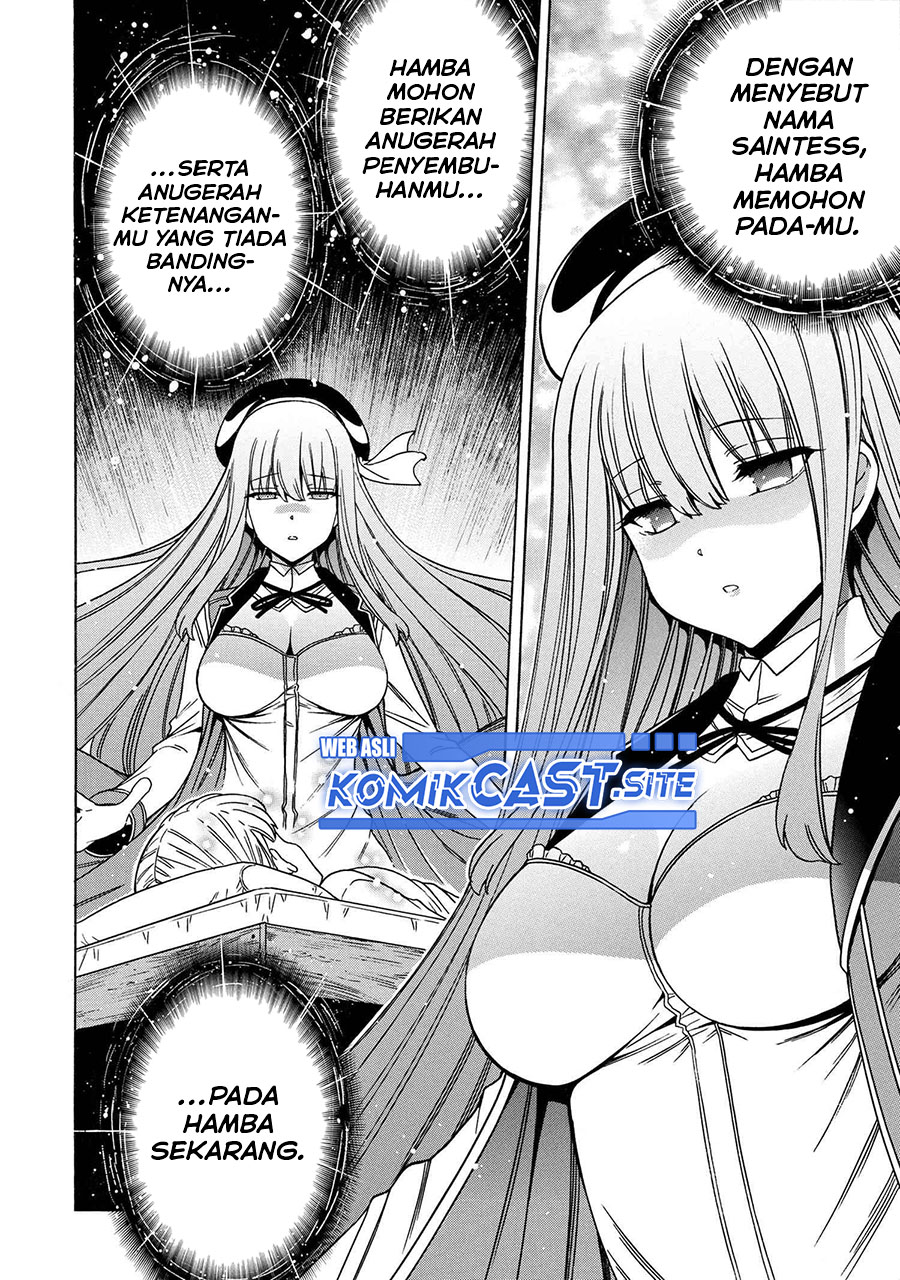 DENGAN
MENYEBUT
NAMA
SAINTESS,
HAMBA
MEMOHON
PADA-MU.
HAMBA
MOHON
BERIKAN
ANUGERAH
PENYEMBU-
HANMU...
...SERTA
ANUGERAH
KETENANGAN-
MU YANG TIADA
BANDING-
NYA...
WEB ASLI
KOMIKCAST.SITE
...PADA
HAMBA
SEKARANG.